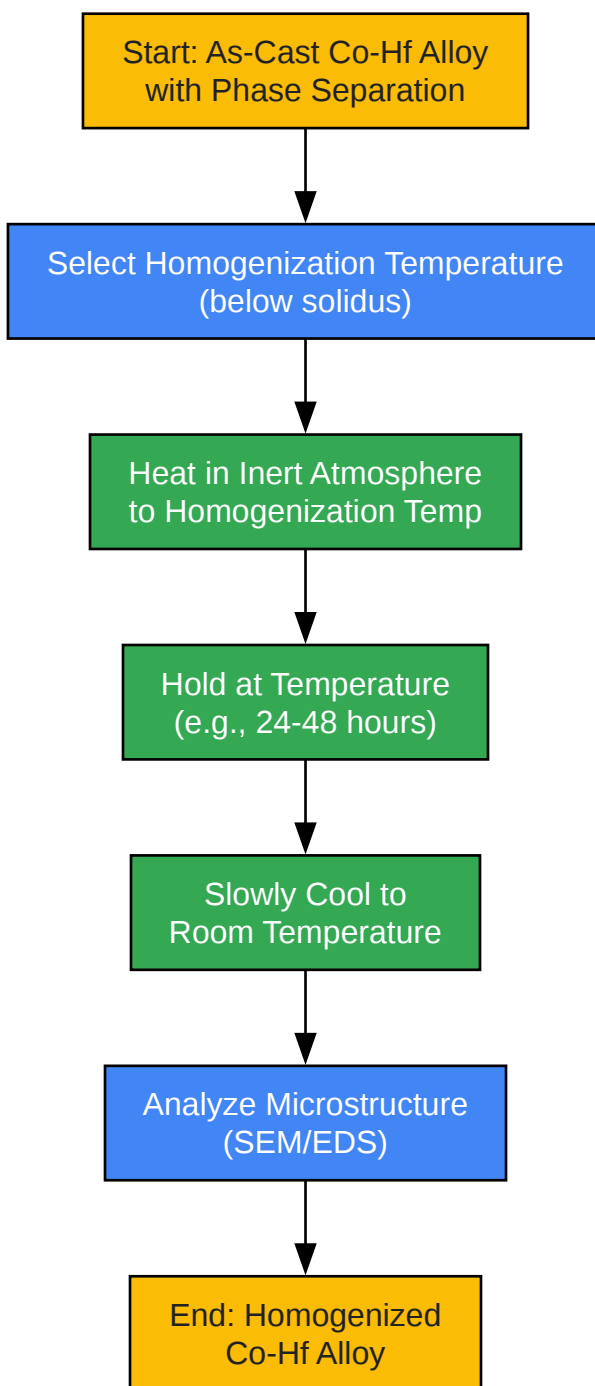 Start: As-Cast Co-Hf Alloy
with Phase Separation
Select Homogenization Temperature
(below solidus)
Heat in Inert Atmosphere
to Homogenization Temp
Hold at Temperature
(e.g., 24-48 hours)
Slowly Cool to
Room Temperature
Analyze Microstructure
(SEM/EDS)
End: Homogenized
Co-Hf Alloy